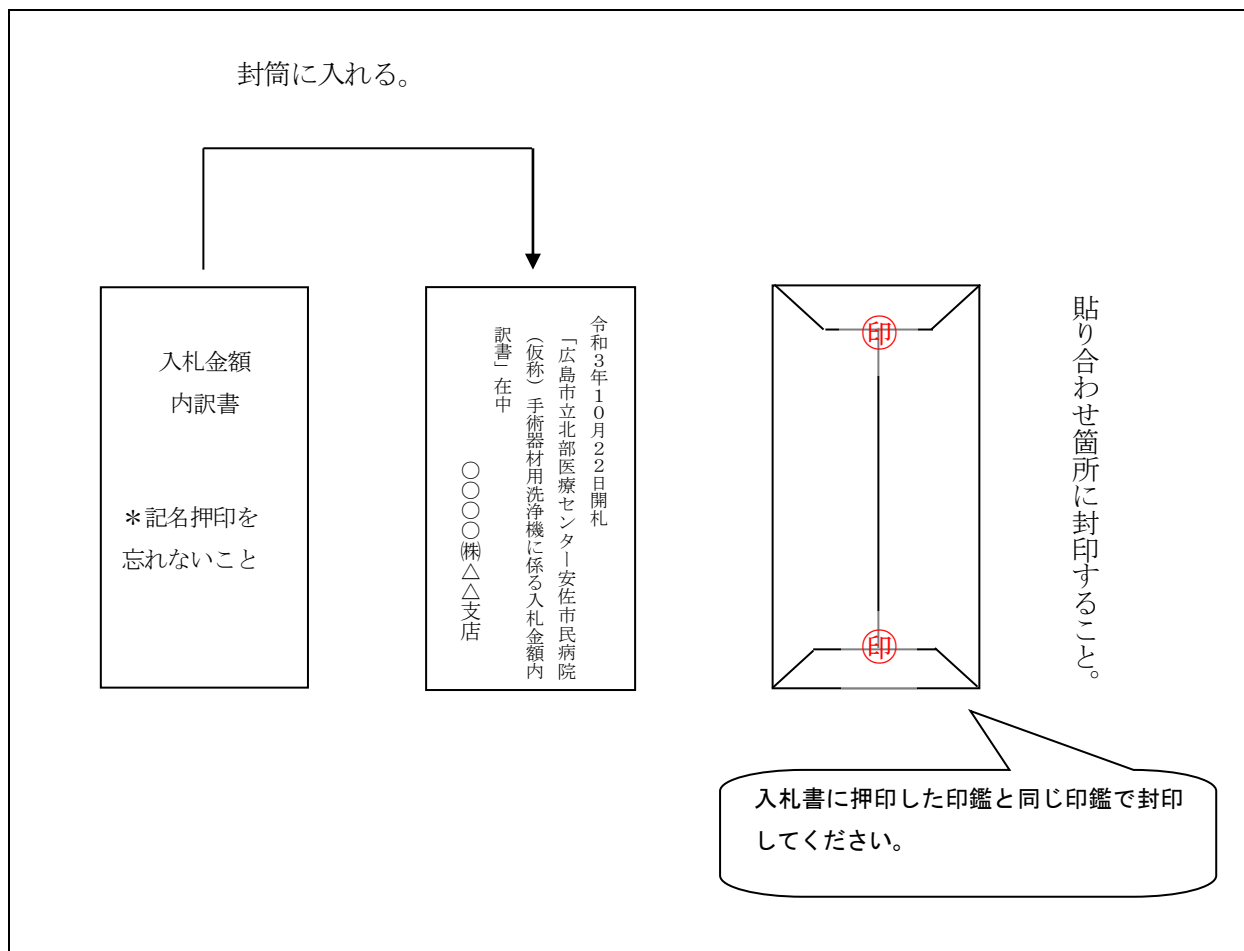 封筒に入れる。
入札金額
内訳書
＊記名押印を
忘れないこと
令和３年１０月２２日開札
「広島市立北部医療センター安佐市民病院
（仮称）手術器材用洗浄機に係る入札金額内
訳書」在中
○○○○㈱△△支店
印
印
貼り合わせ箇所に封印すること。
入札書に押印した印鑑と同じ印鑑で封印
してください。